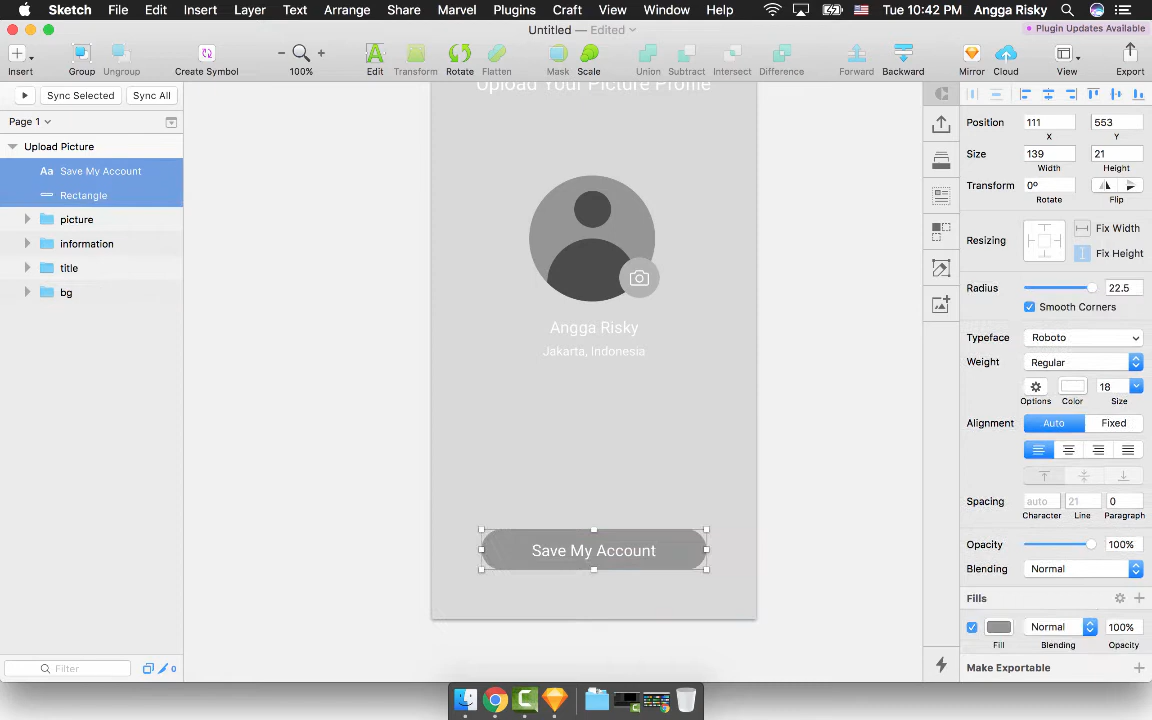 Sketch File Edit Insert Layer Text Arrange Share Marvel Plugins Craft View Window Help Tue 10:42 PM Angga Risky
Untitled — Edited
Plugin Updates Available
Insert Group Ungroup Create Symbol 100% Edit Transform Rotate Flatten Mask Scale Union Subtract Intersect Difference Forward Backward Mirror Cloud View Export
Sync Selected Sync All
Page 1
Upload Picture
Aa Save My Account
Rectangle
picture
information
title
bg
Filter
0
Upload Your Picture Profile
Angga Risky
Jakarta, Indonesia
Save My Account
Position 111 553
X Y
Size 139 21
Width Height
Transform 0º
Rotate Flip
Resizing Fix Width
Fix Height
Radius 22.5
Smooth Corners
Typeface Roboto
Weight Regular
18
Options Color Size
Alignment Auto Fixed
Spacing auto 21 0
Character Line Paragraph
Opacity 100%
Blending Normal
Fills
Normal 100%
Fill Blending Opacity
Make Exportable